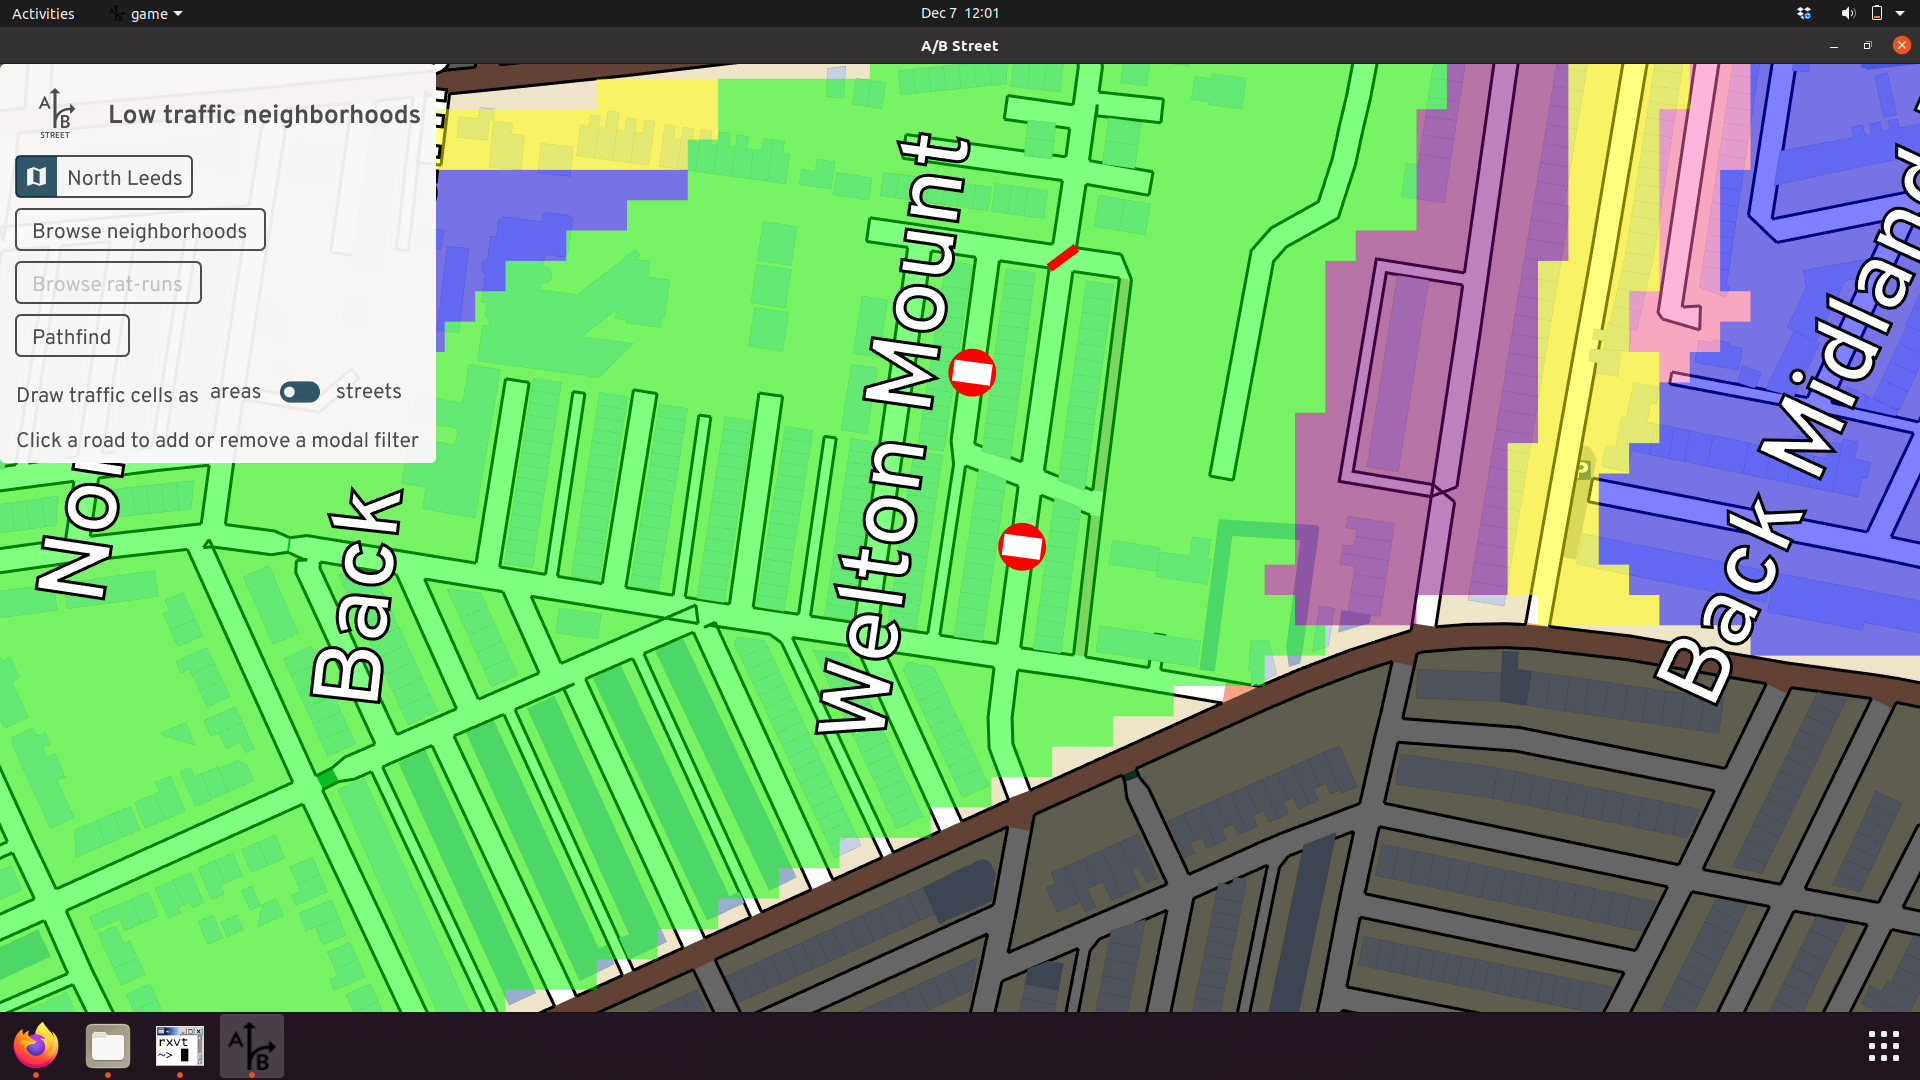 Activities
game
Dec 7 12:01
A/B Street
A
B
STREET
Low traffic neighborhoods
North Leeds
Browse neighborhoods
Browse rat-runs
Pathfind
Draw traffic cells as areas streets
Click a road to add or remove a modal filter
Nor
Back
Welton Mount
Back Midland
rxvt
~>
A
B